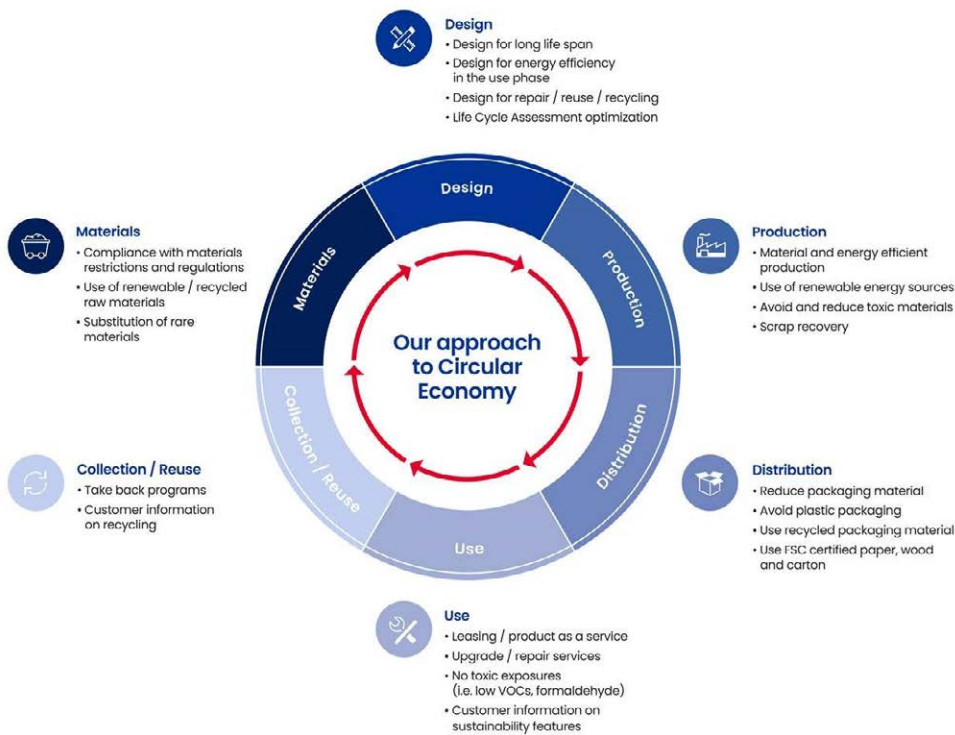 Design
• Design for long life span
• Design for energy efficiency
in the use phase
• Design for repair / reuse / recycling
• Life Cycle Assessment optimization
Design
Materials
• Compliance with materials
restrictions and regulations
• Use of renewable / recycled
raw materials
• Substitution of rare
materials
Materials
Production
Production
• Material and energy efficient
production
• Use of renewable energy sources
• Avoid and reduce toxic materials
• Scrap recovery
Our approach
to Circular
Economy
Collection / Reuse
• Take back programs
• Customer information
on recycling
Collection / Reuse
Distribution
Distribution
• Reduce packaging material
• Avoid plastic packaging
• Use recycled packaging material
• Use FSC certified paper, wood
and carton
Use
Use
• Leasing / product as a service
• Upgrade / repair services
• No toxic exposures
(i.e. low VOCs, formaldehyde)
• Customer information on
sustainability features